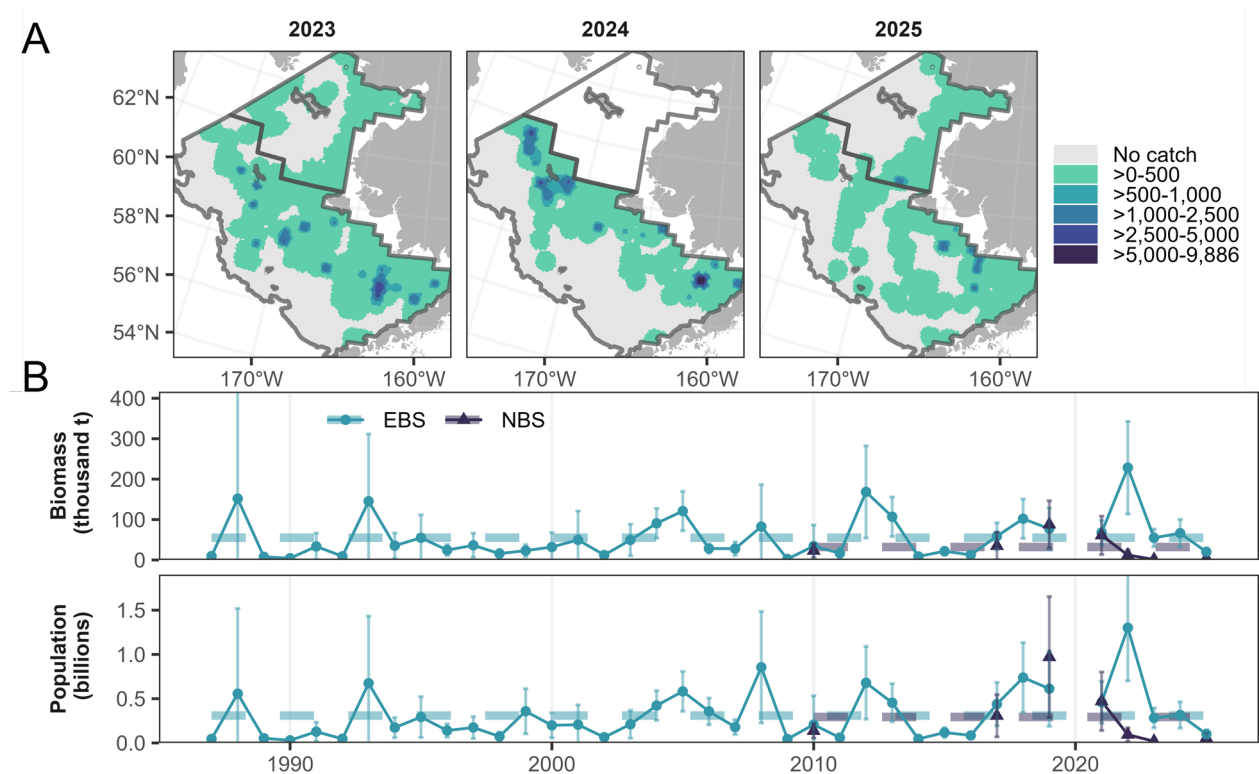 A
2023 2024 2025
62°N
60°N
58°N
56°N
54°N
170°W 160°W 170°W 160°W 170°W 160°W
No catch
>0-500
>500-1,000
>1,000-2,500
>2,500-5,000
>5,000-9,886
B
EBS NBS
Biomass
(thousand t)
400
300
200
100
0
Population
(billions)
1.5
1.0
0.5
0.0
1990 2000 2010 2020